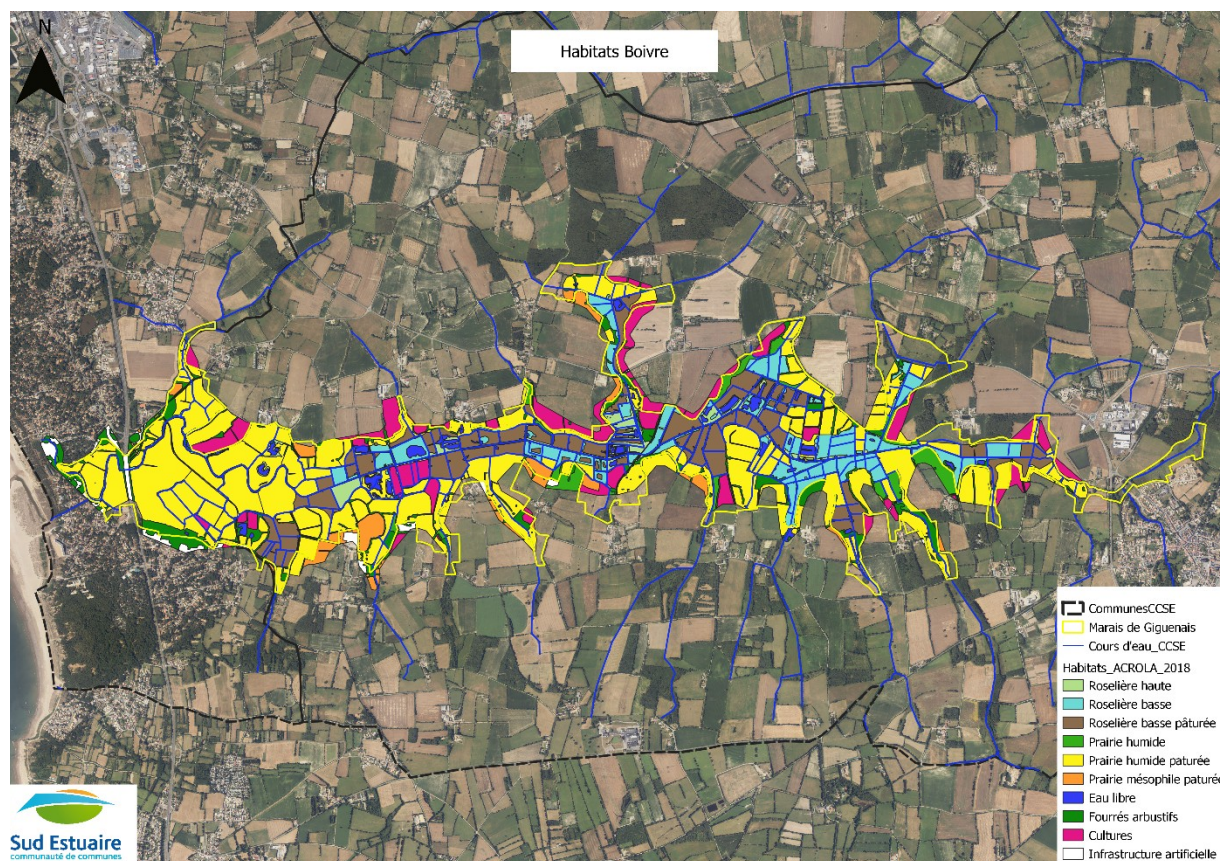 N
Habitats Boivre
CommunesCCSE
Marais de Giguenais
Cours d'eau_CCSE
Habitats_ACROLA_2018
Roselière haute
Roselière basse
Roselière basse pâturée
Prairie humide
Prairie humide paturée
Prairie mésophile paturée
Eau libre
Fourrés arbustifs
Cultures
Infrastructure artificielle
Sud Estuaire
communauté de communes